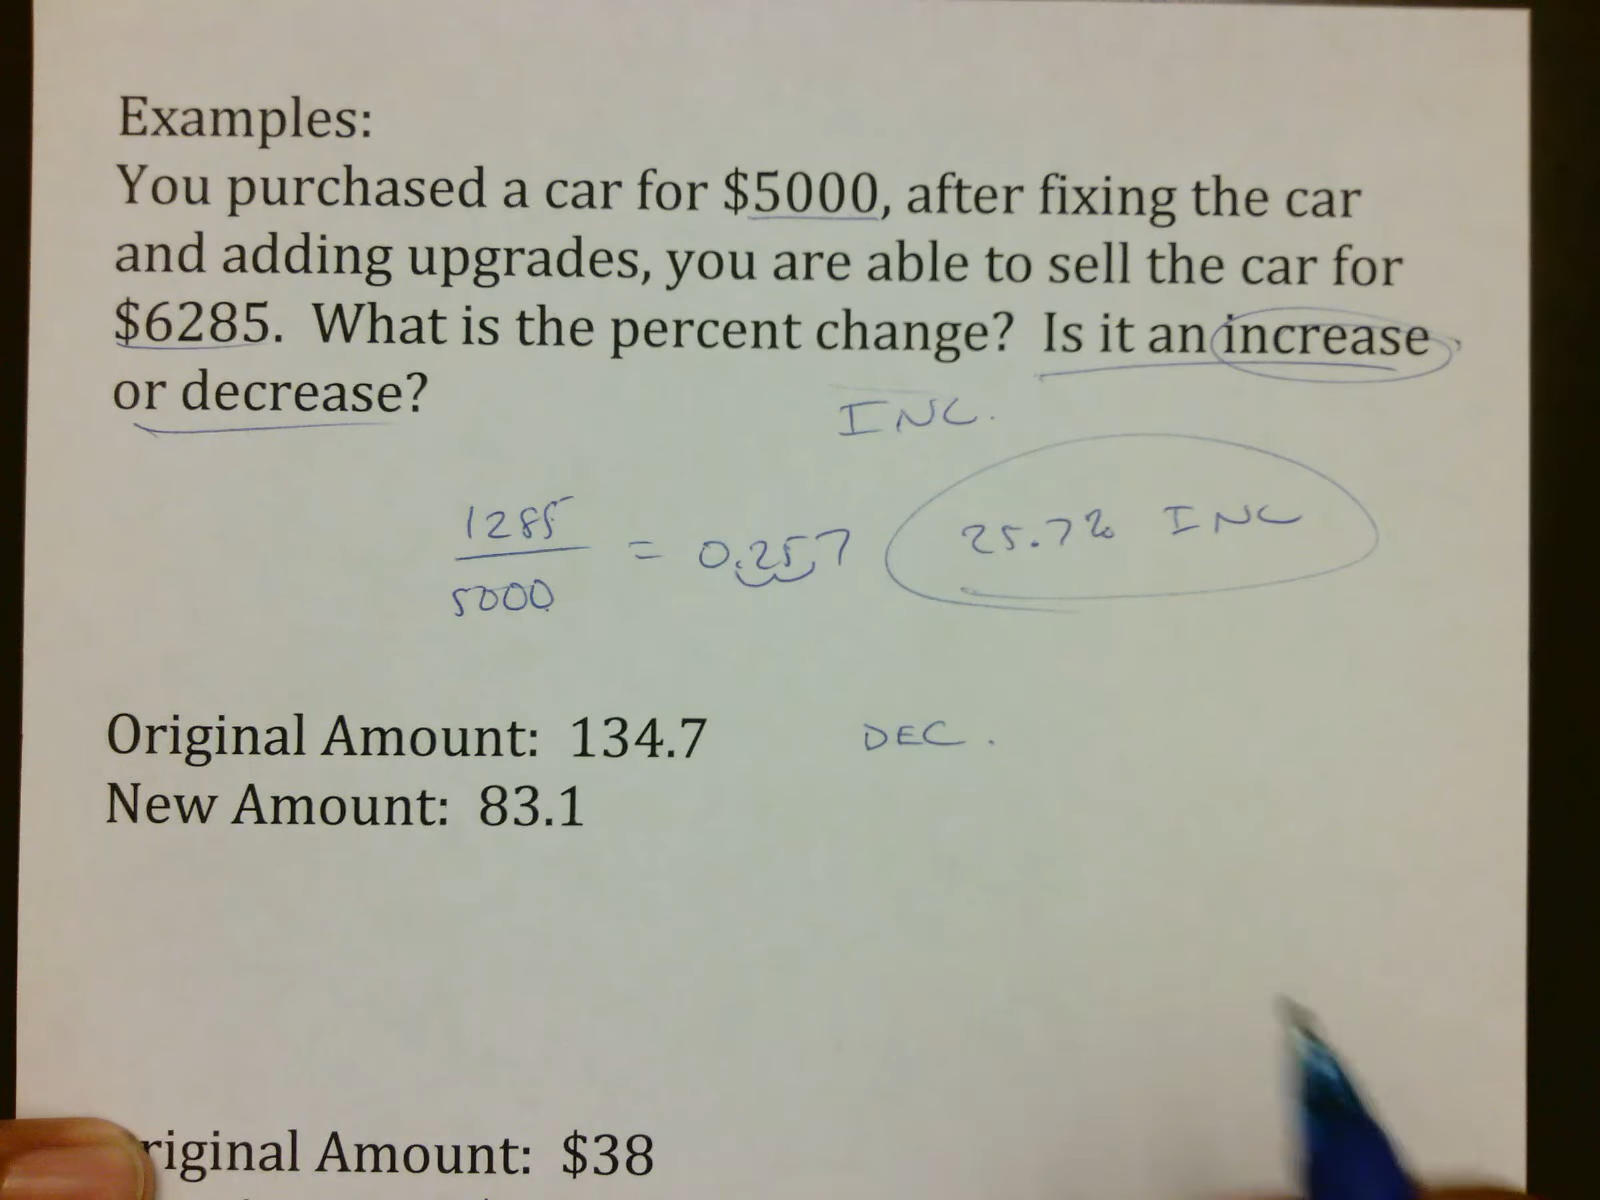 Examples:
You purchased a car for $5000, after fixing the car
and adding upgrades, you are able to sell the car for
$6285. What is the percent change? Is it an increase
or decrease?
INC.
1285
5000
= 0.257
25.7% INC
Original Amount: 134.7
DEC.
New Amount: 83.1
riginal Amount: $38